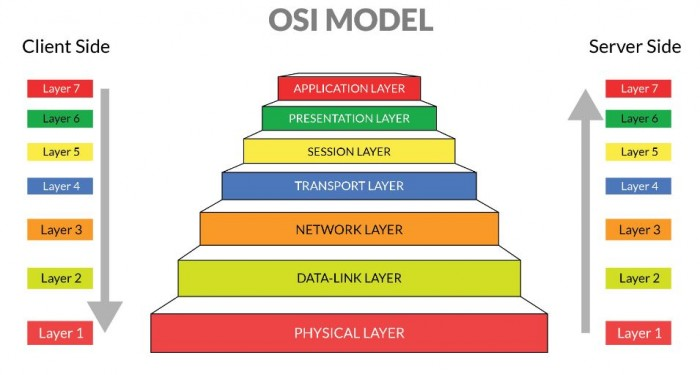 OSI MODEL
Client Side
Server Side
Layer 7
APPLICATION LAYER
Layer 7
Layer 6
PRESENTATION LAYER
Layer 6
Layer 5
SESSION LAYER
Layer 5
Layer 4
TRANSPORT LAYER
Layer 4
Layer 3
NETWORK LAYER
Layer 3
Layer 2
DATA-LINK LAYER
Layer 2
Layer 1
PHYSICAL LAYER
Layer 1